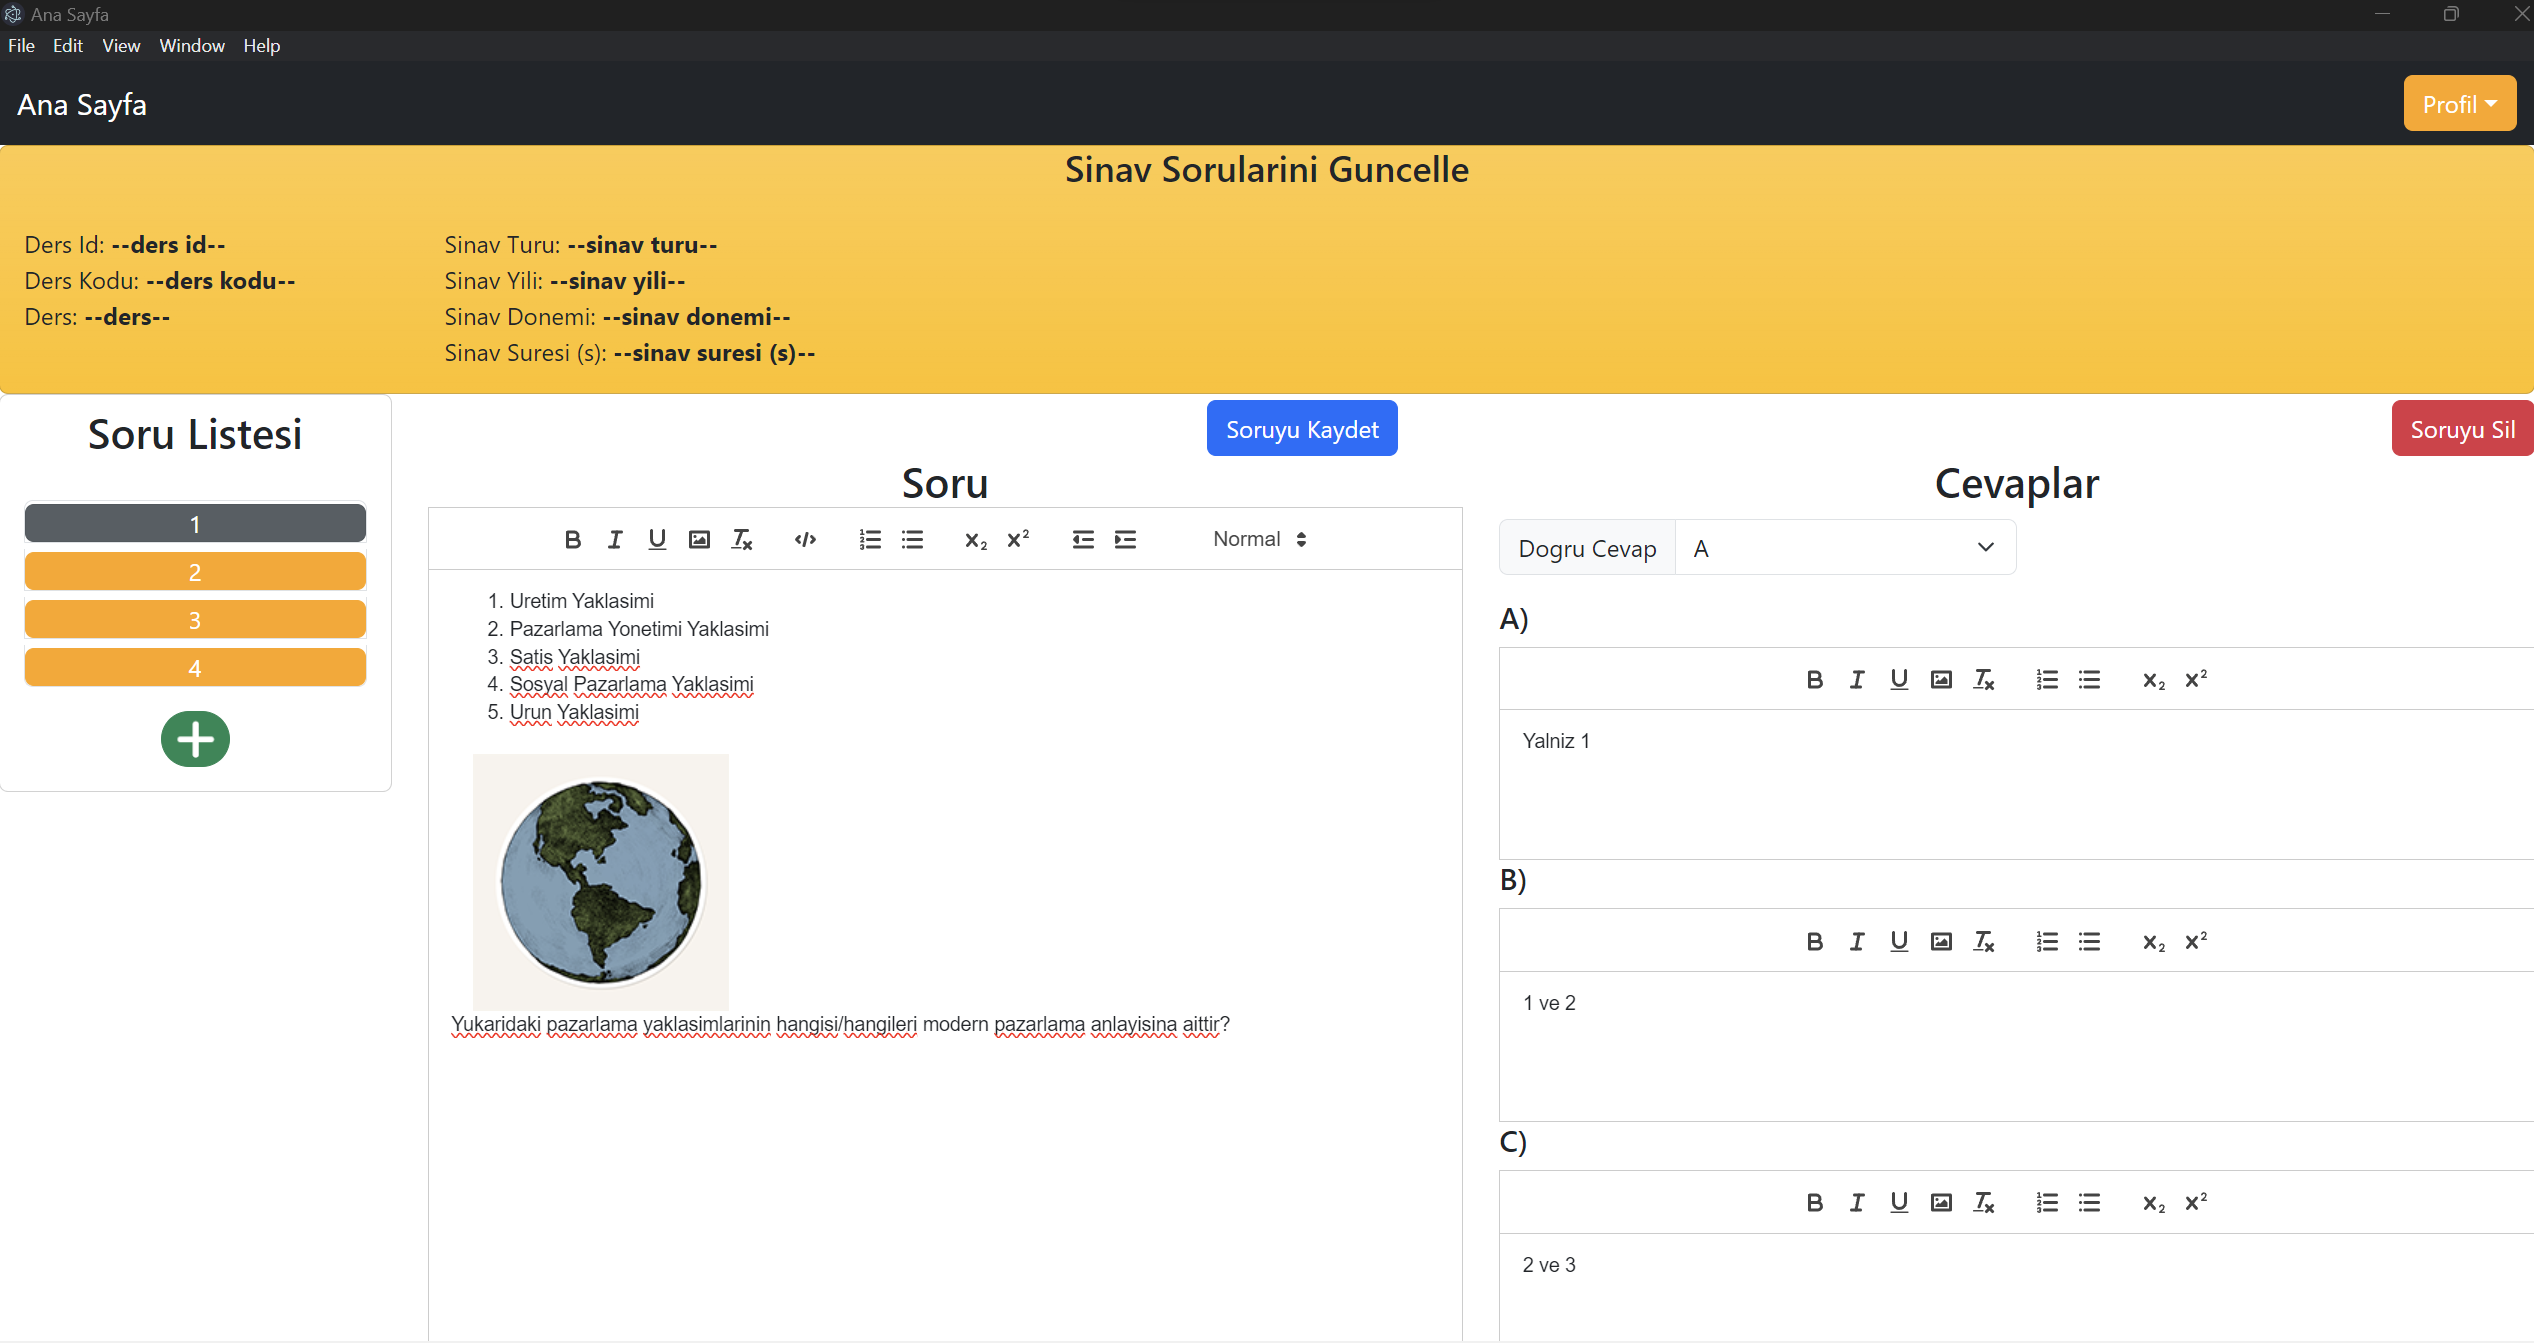 Ana Sayfa
File Edit View Window Help
Ana Sayfa
Profil
Sinav Sorularini Guncelle
Ders Id: --ders id--
Ders Kodu: --ders kodu--
Ders: --ders--
Sinav Turu: --sinav turu--
Sinav Yili: --sinav yili--
Sinav Donemi: --sinav donemi--
Sinav Suresi (s): --sinav suresi (s)--
Soru Listesi
1
2
3
4
Soruyu Kaydet
Soruyu Sil
Soru
Normal
1. Uretim Yaklasimi
2. Pazarlama Yonetimi Yaklasimi
3. Satis Yaklasimi
4. Sosyal Pazarlama Yaklasimi
5. Urun Yaklasimi
Yukaridaki pazarlama yaklasimlarinin hangisi/hangileri modern pazarlama anlayisina aittir?
Cevaplar
Dogru Cevap A
A)
Yalniz 1
B)
1 ve 2
C)
2 ve 3